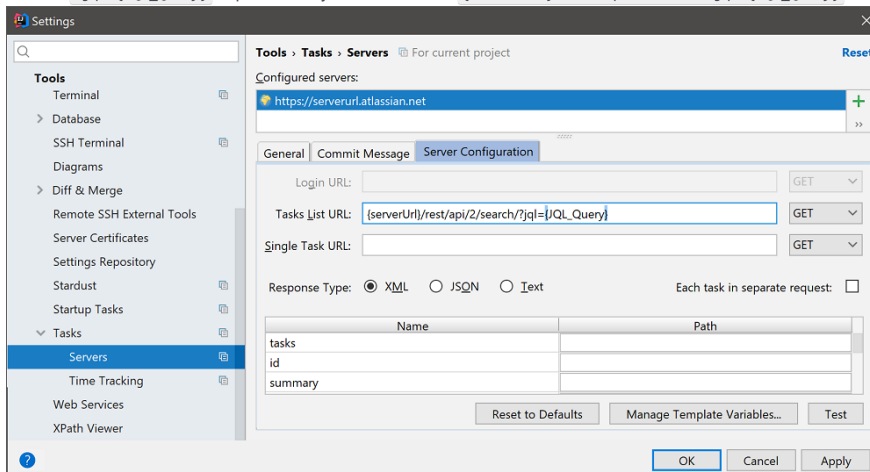 Settings
Tools › Tasks › Servers For current project Reset
Configured servers:
https://serverurl.atlassian.net
Tools
Terminal
Database
SSH Terminal
Diagrams
Diff & Merge
Remote SSH External Tools
Server Certificates
Settings Repository
Stardust
Startup Tasks
Tasks
Servers
Time Tracking
Web Services
XPath Viewer
General Commit Message Server Configuration
Login URL: GET
Tasks List URL: {serverUrl}/rest/api/2/search/?jql={JQL_Query} GET
Single Task URL: GET
Response Type: XML JSON Text Each task in separate request:
Name Path
tasks
id
summary
Reset to Defaults Manage Template Variables... Test
? OK Cancel Apply